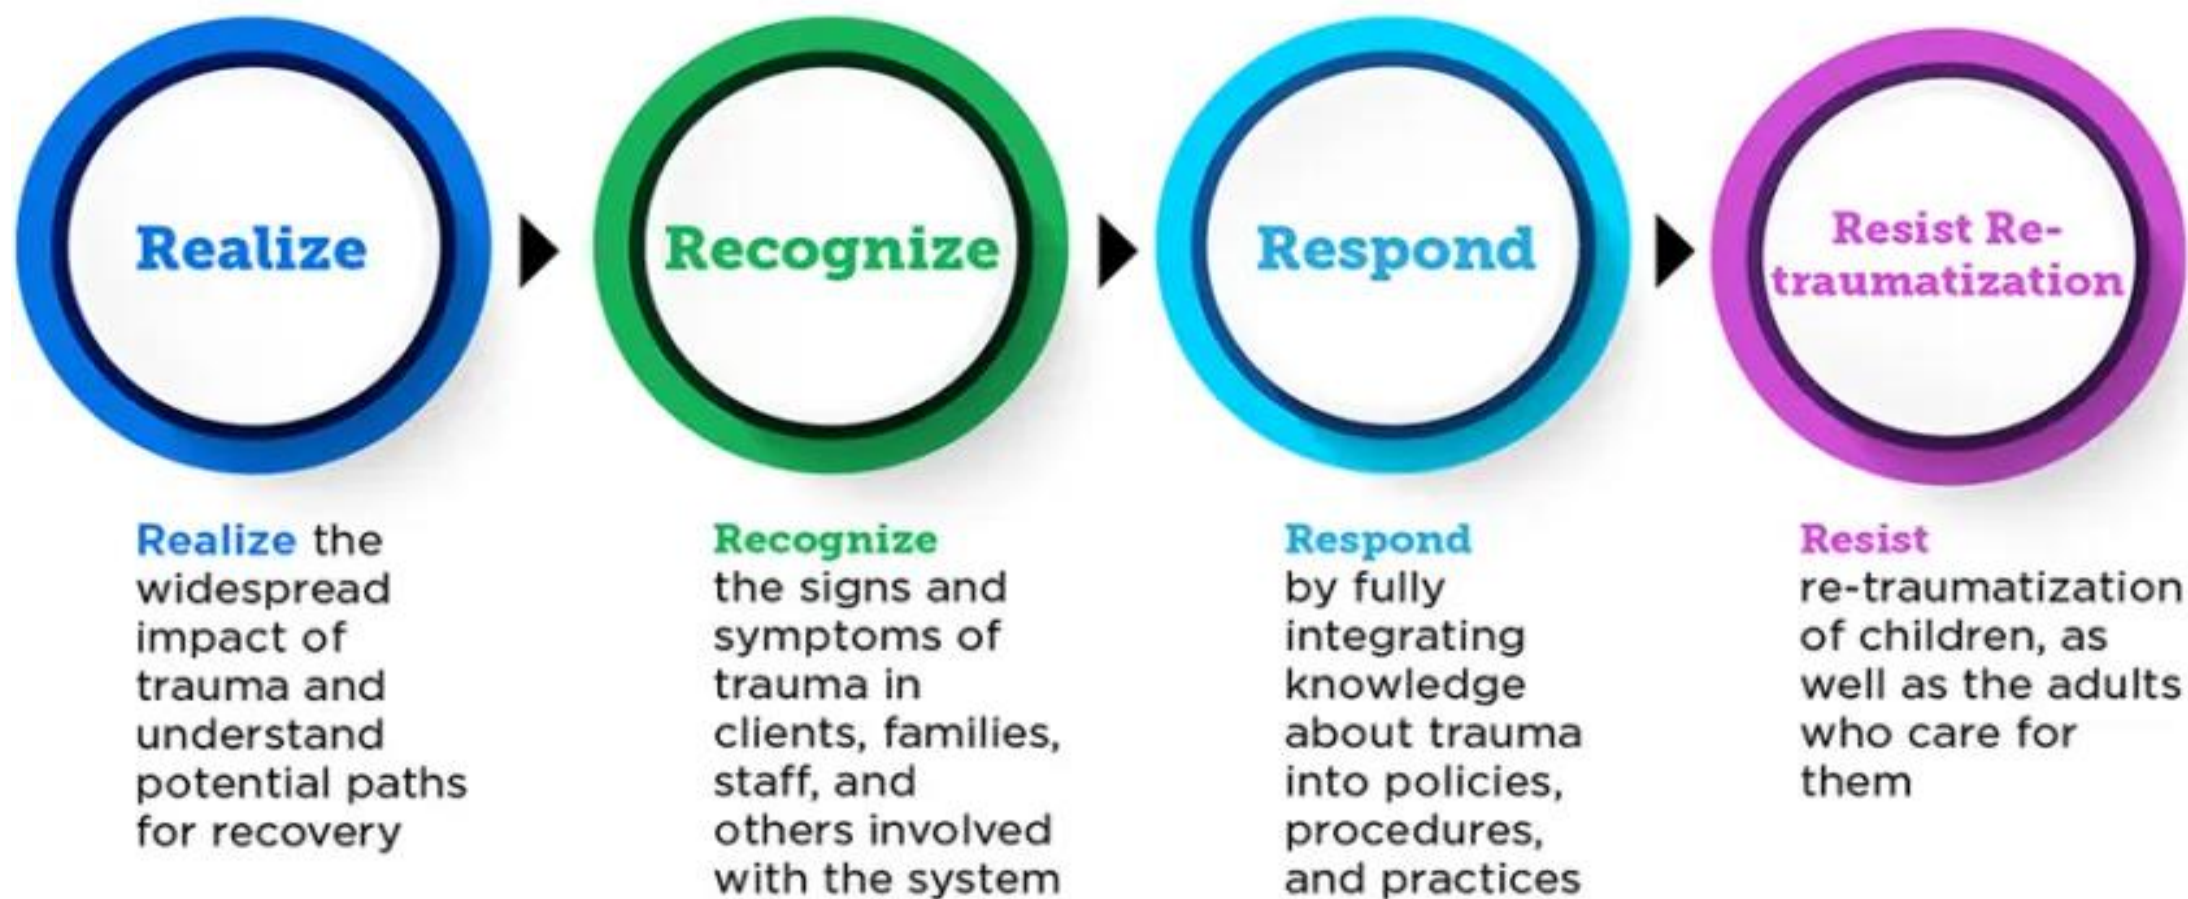 Realize
Recognize
Respond
Resist Re-
traumatization
Realize the
widespread
impact of
trauma and
understand
potential paths
for recovery
Recognize
the signs and
symptoms of
trauma in
clients, families,
staff, and
others involved
with the system
Respond
by fully
integrating
knowledge
about trauma
into policies,
procedures,
and practices
Resist
re-traumatization
of children, as
well as the adults
who care for
them